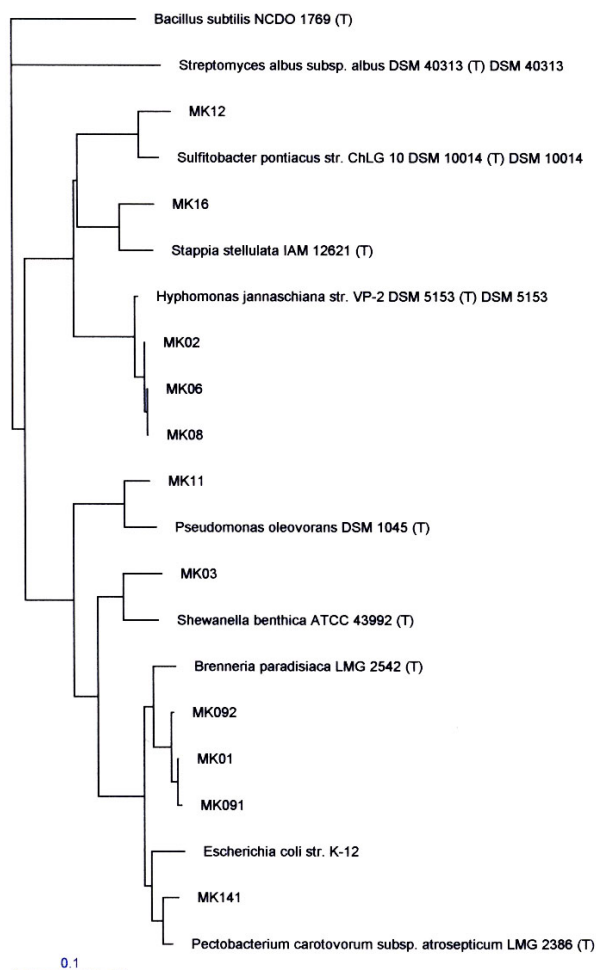 Bacillus subtilis NCDO 1769 (T)
Streptomyces albus subsp. albus DSM 40313 (T) DSM 40313
MK12
Sulfitobacter pontiacus str. ChLG 10 DSM 10014 (T) DSM 10014
MK16
Stappia stellulata IAM 12621 (T)
Hyphomonas jannaschiana str. VP-2 DSM 5153 (T) DSM 5153
MK02
MK06
MK08
MK11
Pseudomonas oleovorans DSM 1045 (T)
MK03
Shewanella benthica ATCC 43992 (T)
Brenneria paradisiaca LMG 2542 (T)
MK092
MK01
MK091
Escherichia coli str. K-12
MK141
Pectobacterium carotovorum subsp. atrosepticum LMG 2386 (T)
0.1